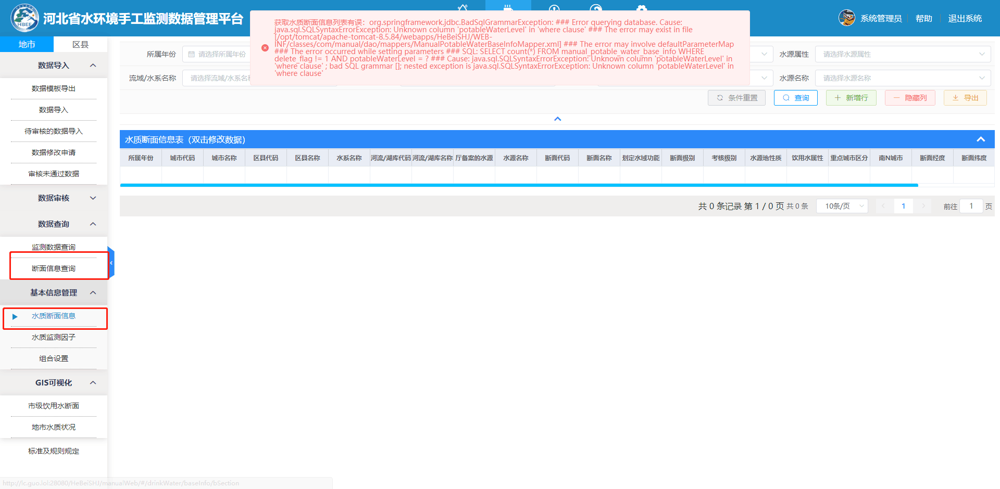 河北省水环境手工监测数据管理平台
系统管理员
帮助
退出系统
获取水质断面信息列表有误：org.springframework.jdbc.BadSqlGrammarException: ### Error querying database. Cause:
java.sql.SQLSyntaxErrorException: Unknown column 'potableWaterLevel' in 'where clause' ### The error may exist in file
[/opt/tomcat/apache-tomcat-8.5.84/webapps/HeBeiSHJ/WEB-
INF/classes/com/manual/dao/mappers/ManualPotableWaterBaseInfoMapper.xml] ### The error may involve defaultParameterMap
### The error occurred while setting parameters ### SQL: SELECT count(*) FROM manual_potable_water_base_info WHERE
delete_flag != 1 AND potableWaterLevel = ? ### Cause: java.sql.SQLSyntaxErrorException: Unknown column 'potableWaterLevel' in
'where clause' ; bad SQL grammar []; nested exception is java.sql.SQLSyntaxErrorException: Unknown column 'potableWaterLevel' in
'where clause'
地市
区县
数据导入
数据模板导出
数据导入
待审核的数据导入
数据修改申请
审核未通过数据
数据审核
数据查询
监测数据查询
断面信息查询
基本信息管理
水质断面信息
水质监测因子
组合设置
GIS可视化
市级饮用水断面
地市水质状况
标准及规则规定
所属年份
请选择所属年份
水源属性
请选择水源属性
流域/水系名称
请选择流域/水系名称
水源名称
请选择水源名称
条件重置
查询
新增行
隐藏列
导出
水质断面信息表（双击修改数据）
所属年份
城市代码
城市名称
区县代码
区县名称
水系名称
河流/湖库代码
河流/湖库名称
厅备案的水源
水源名称
断面代码
断面名称
划定水域功能
断面级别
考核级别
水源地性质
饮用水属性
重点城市区分
南N城市
断面经度
断面纬度
共 0 条记录 第 1 / 0 页
共 0 条
10条/页
1
前往
1
页
http://lc.guo.lol:28080/HeBeiSHJ/manualWeb/#/drinkWater/baseInfo/bSection
HBEE